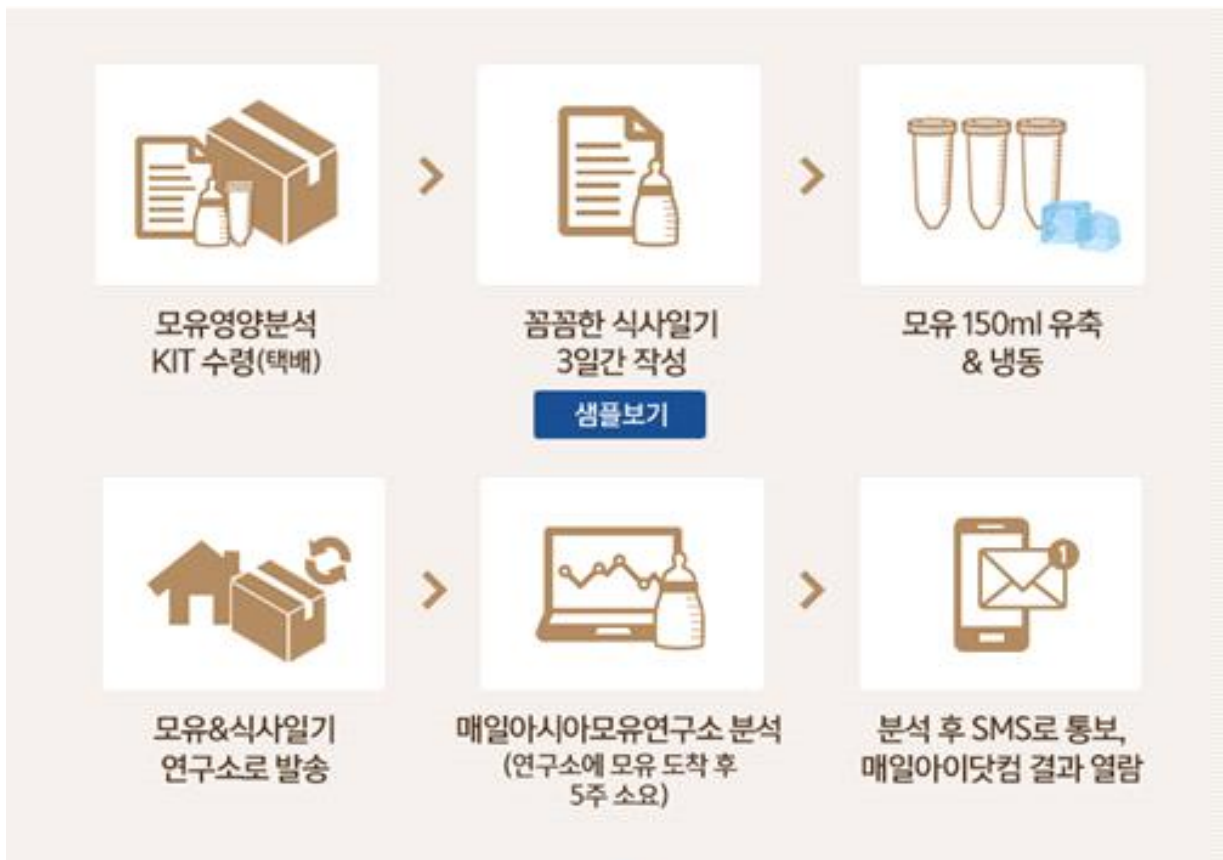 모유영양분석
KIT 수령(택배)
꼼꼼한 식사일기
3일간 작성
샘플보기
모유 150ml 유축
& 냉동
모유&식사일기
연구소로 발송
매일아시아모유연구소 분석
(연구소에 모유 도착 후
5주 소요)
1
분석 후 SMS로 통보,
매일아이닷컴 결과 열람